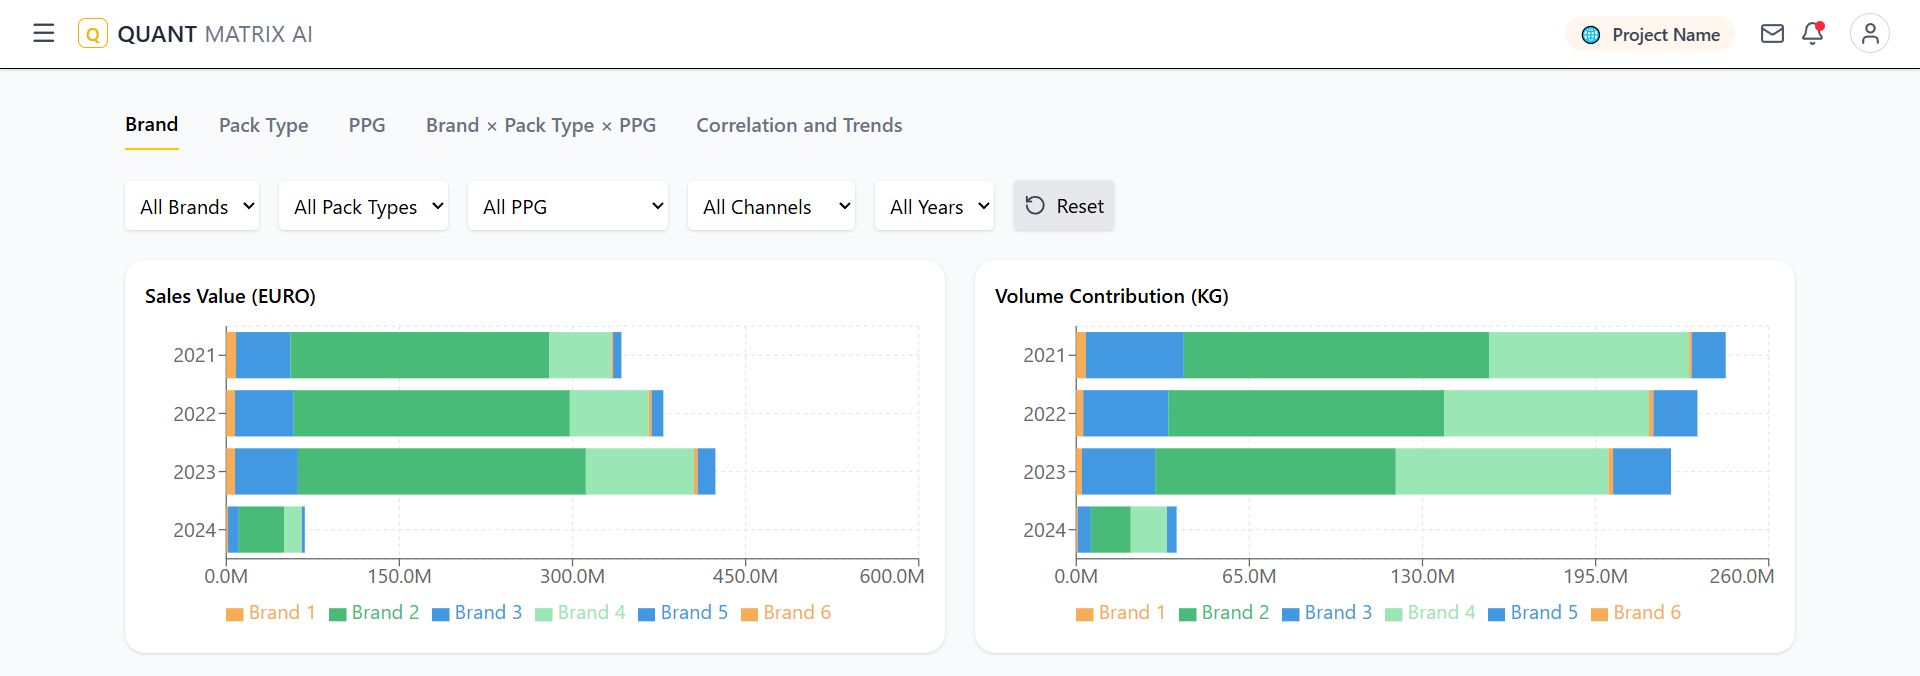 Q QUANT MATRIX AI
Project Name
Brand Pack Type PPG Brand × Pack Type × PPG Correlation and Trends
All Brands All Pack Types All PPG All Channels All Years Reset
Sales Value (EURO)
2021
2022
2023
2024
0.0M 150.0M 300.0M 450.0M 600.0M
Brand 1 Brand 2 Brand 3 Brand 4 Brand 5 Brand 6
Volume Contribution (KG)
2021
2022
2023
2024
0.0M 65.0M 130.0M 195.0M 260.0M
Brand 1 Brand 2 Brand 3 Brand 4 Brand 5 Brand 6